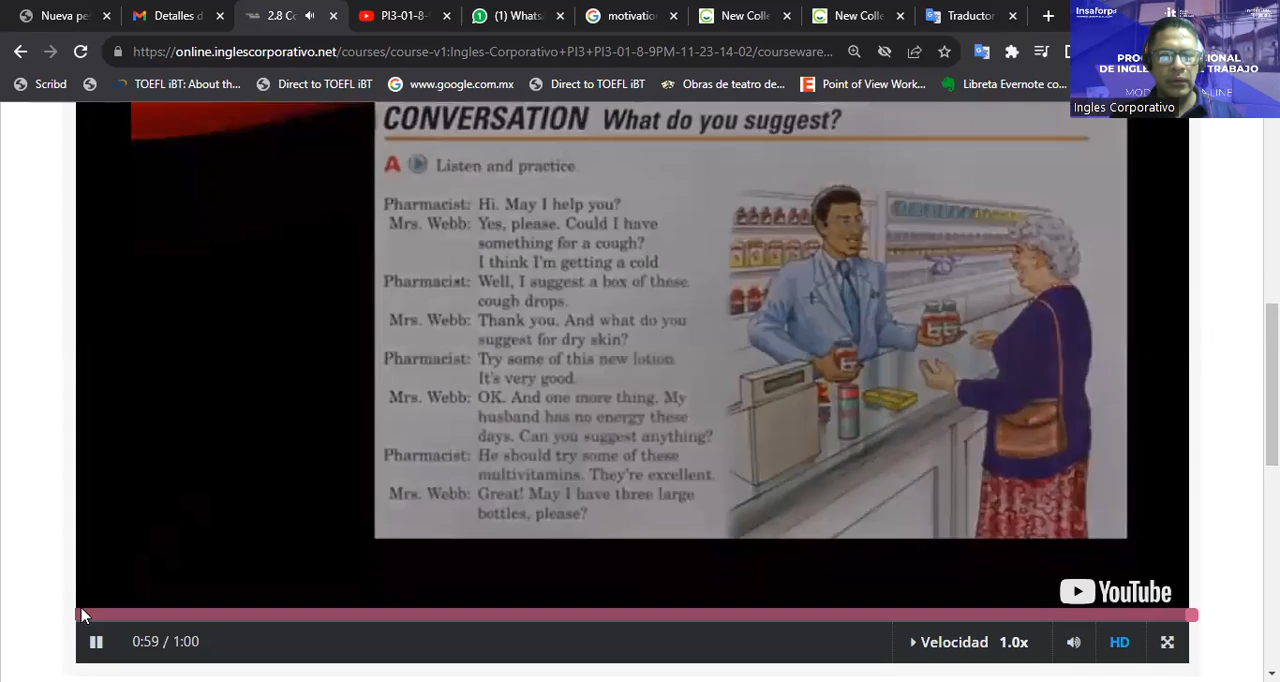 Nueva pe
Detalles d
2.8 Co
PI3-01-8-
(1) Whats
motivation
New Colle
New Colle
Traductor
https://online.inglescorporativo.net/courses/course-v1:Ingles-Corporativo+PI3+PI3-01-8-9PM-11-23-14-02/courseware...
Scribd
TOEFL iBT: About th...
Direct to TOEFL iBT
www.google.com.mx
Direct to TOEFL iBT
Obras de teatro de...
Point of View Work...
Libreta Evernote co...
Insaforp
it
Ingles Corporativo
CONVERSATION What do you suggest?
A Listen and practice
Pharmacist: Hi. May I help you?
Mrs. Webb: Yes, please. Could I have
something for a cough?
I think I'm getting a cold
Pharmacist: Well, I suggest a box of these
cough drops.
Mrs. Webb: Thank you. And what do you
suggest for dry skin?
Pharmacist: Try some of this new lotion
It's very good.
Mrs. Webb: OK. And one more thing. My
husband has no energy these
days. Can you suggest anything?
Pharmacist: He should try some of these
multivitamins. They're excellent.
Mrs. Webb: Great! May I have three large
bottles, please?
YouTube
0:59 / 1:00
Velocidad 1.0x
HD